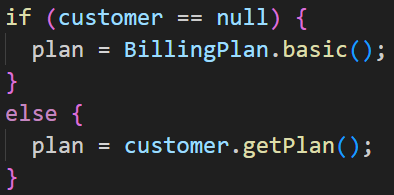 if (customer == null) {
  plan = BillingPlan.basic();
}
else {
  plan = customer.getPlan();
}